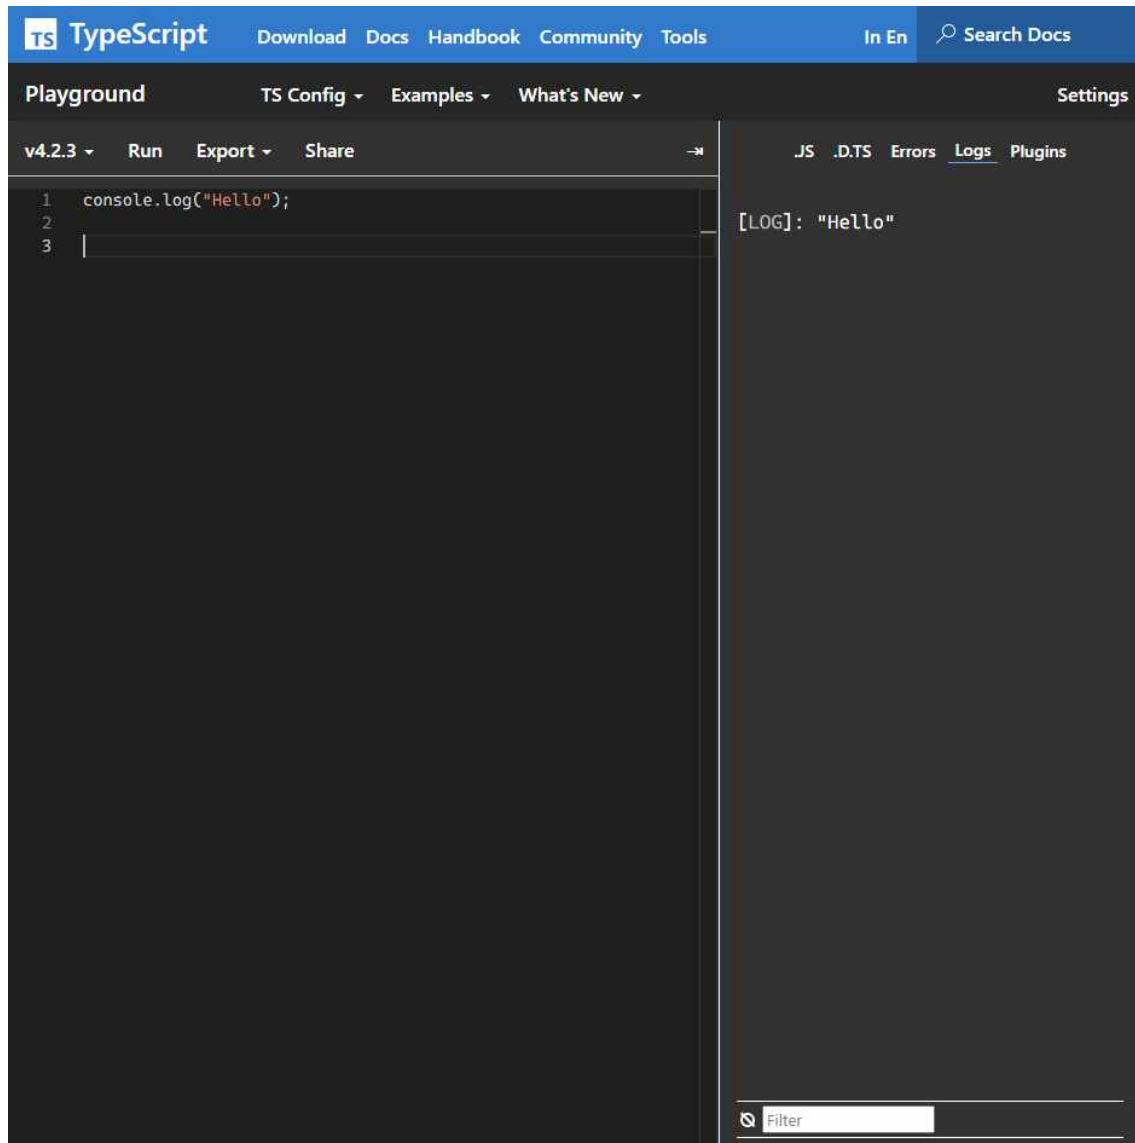 TS TypeScript Download Docs Handbook Community Tools In En Search Docs
Playground TS Config Examples What's New Settings
v4.2.3 Run Export Share .JS .D.TS Errors Logs Plugins
1 console.log("Hello");
2
3
[LOG]: "Hello"
Filter